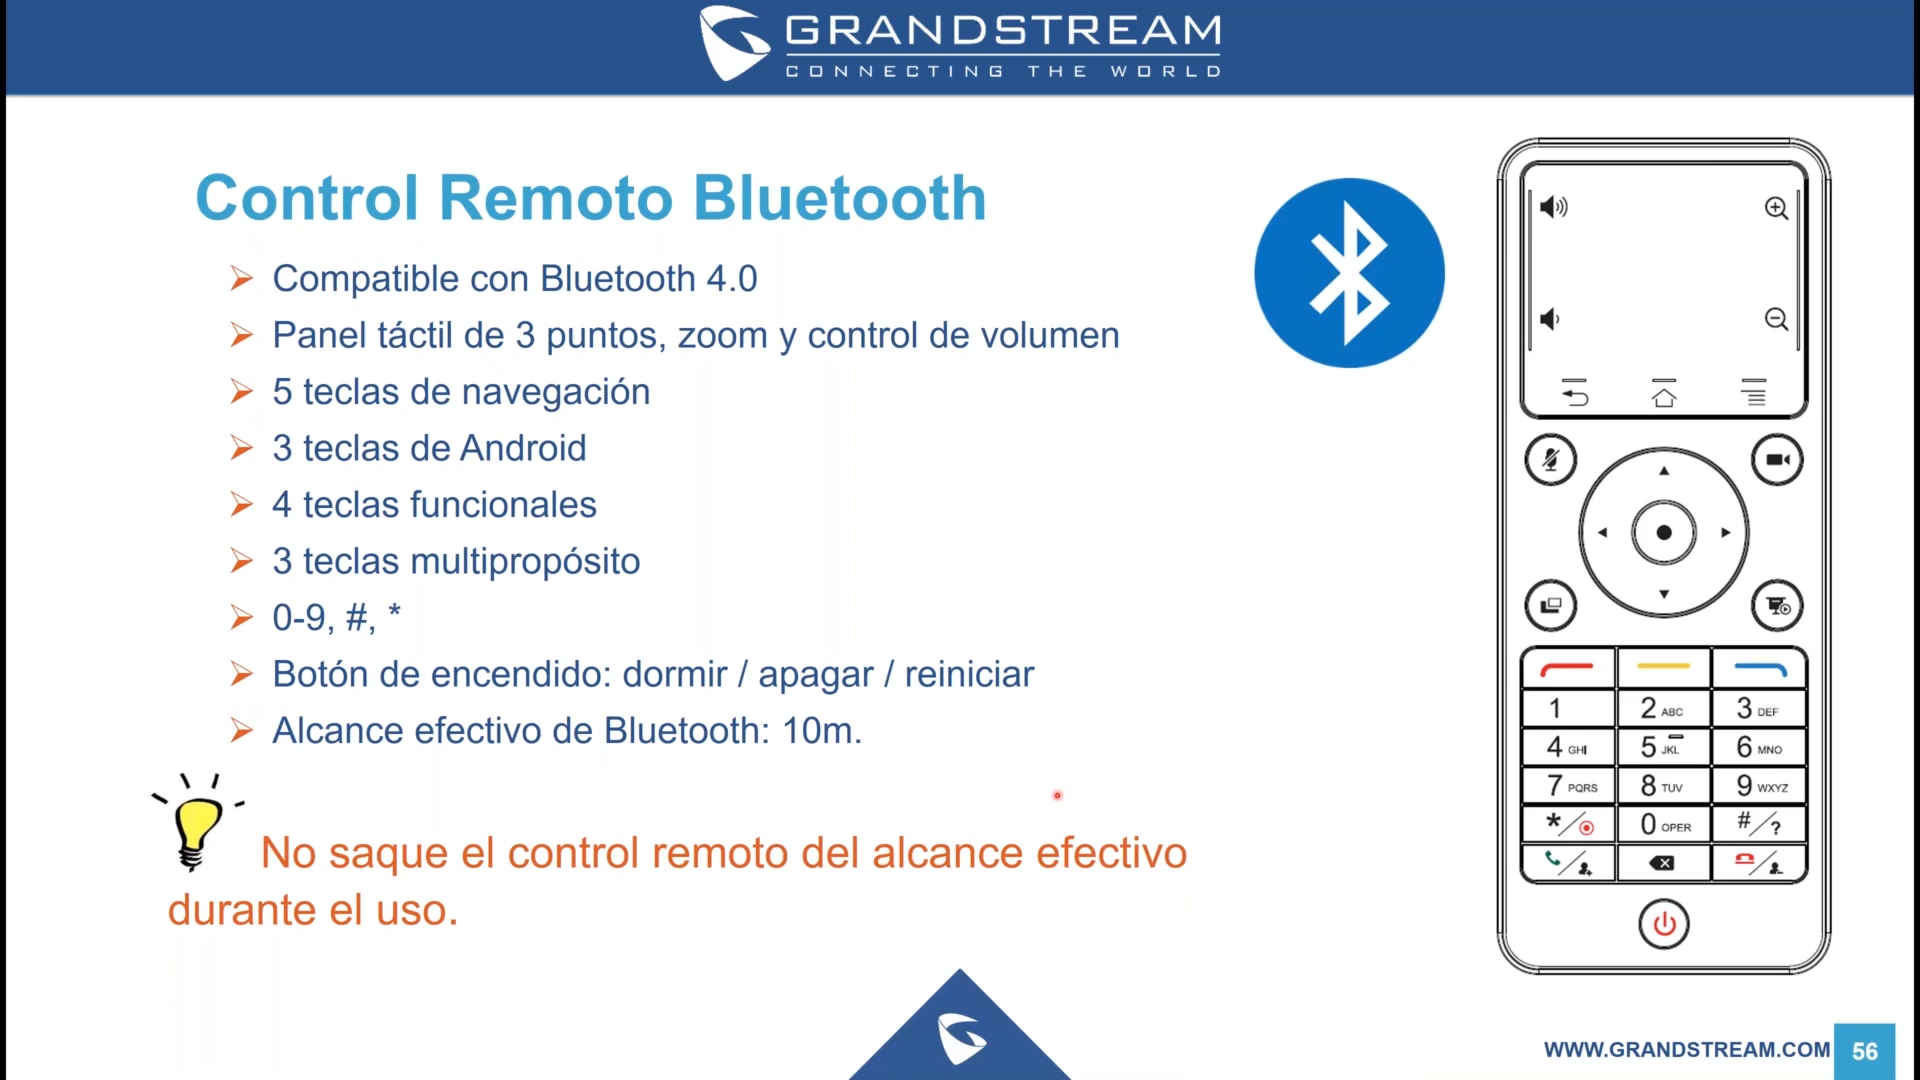 GRANDSTREAM
CONNECTING THE WORLD
Control Remoto Bluetooth
Compatible con Bluetooth 4.0
Panel táctil de 3 puntos, zoom y control de volumen
5 teclas de navegación
3 teclas de Android
4 teclas funcionales
3 teclas multipropósito
0-9, #, *
Botón de encendido: dormir / apagar / reiniciar
Alcance efectivo de Bluetooth: 10m.
No saque el control remoto del alcance efectivo
durante el uso.
1 2 ABC 3 DEF
4 GHI 5 JKL 6 MNO
7 PQRS 8 TUV 9 WXYZ
*/ 0 OPER #/?
WWW.GRANDSTREAM.COM 56